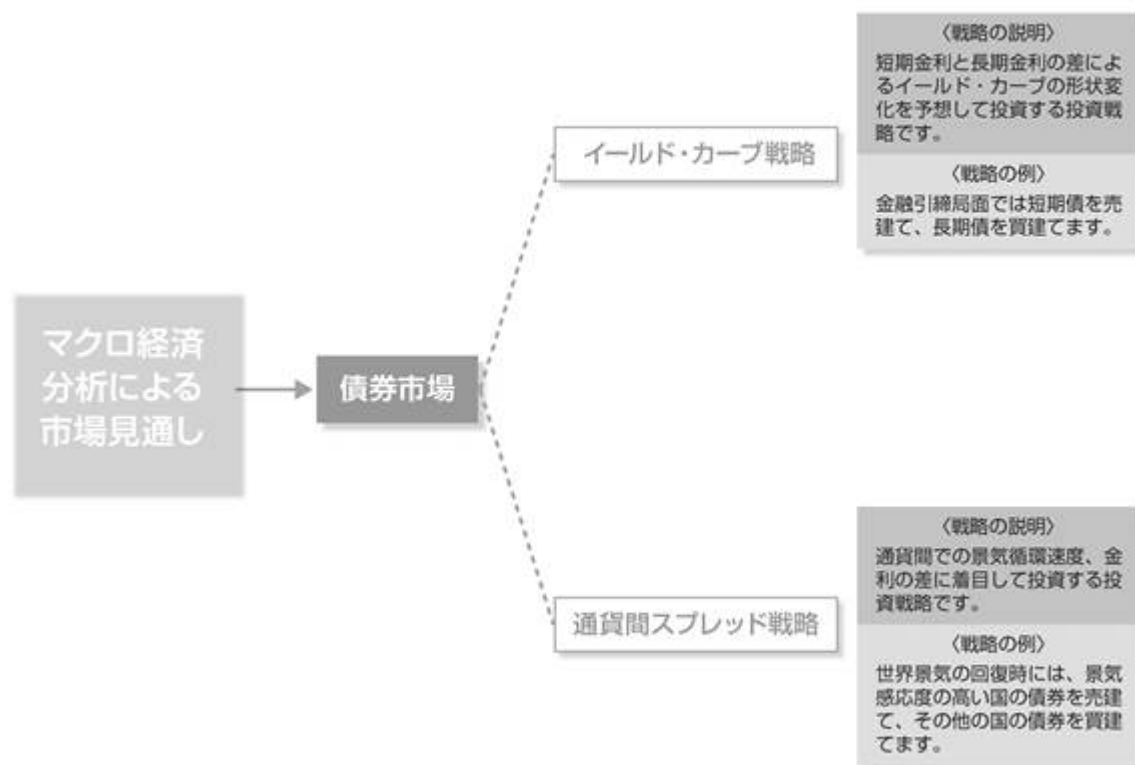 マクロ経済
分析による
市場見通し
債券市場
イールド・カーブ戦略
〈戦略の説明〉
短期金利と長期金利の差によ
るイールド・カーブの形状変
化を予想して投資する投資戦
略です。
〈戦略の例〉
金融引締局面では短期債を売
建て、長期債を買建てます。
通貨間スプレッド戦略
〈戦略の説明〉
通貨間での景気循環速度、金
利の差に着目して投資する投
資戦略です。
〈戦略の例〉
世界景気の回復時には、景気
感応度の高い国の債券を売建
て、その他の国の債券を買建
てます。